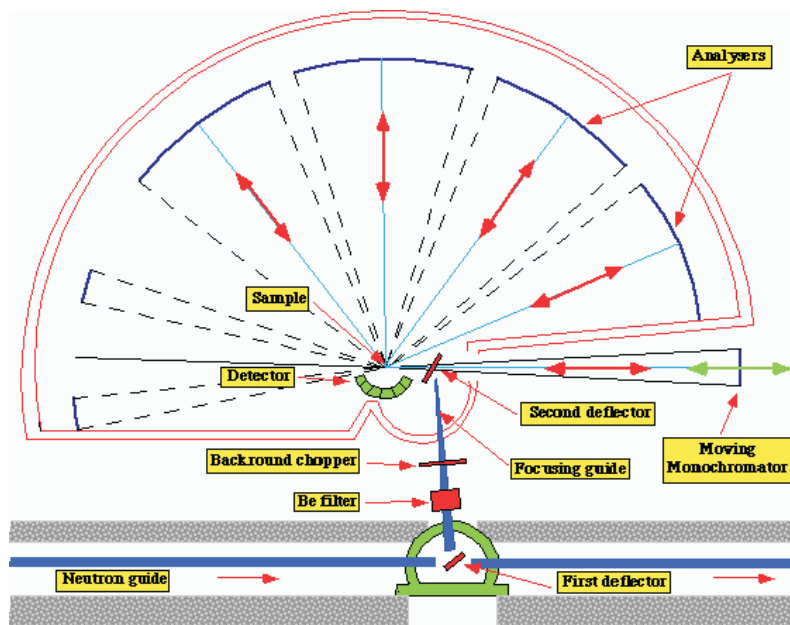 Analysers
Sample
Detector
Second deflector
Backround chopper
Focusing guide
Moving
Monochromator
Be filter
Neutron guide
First deflector